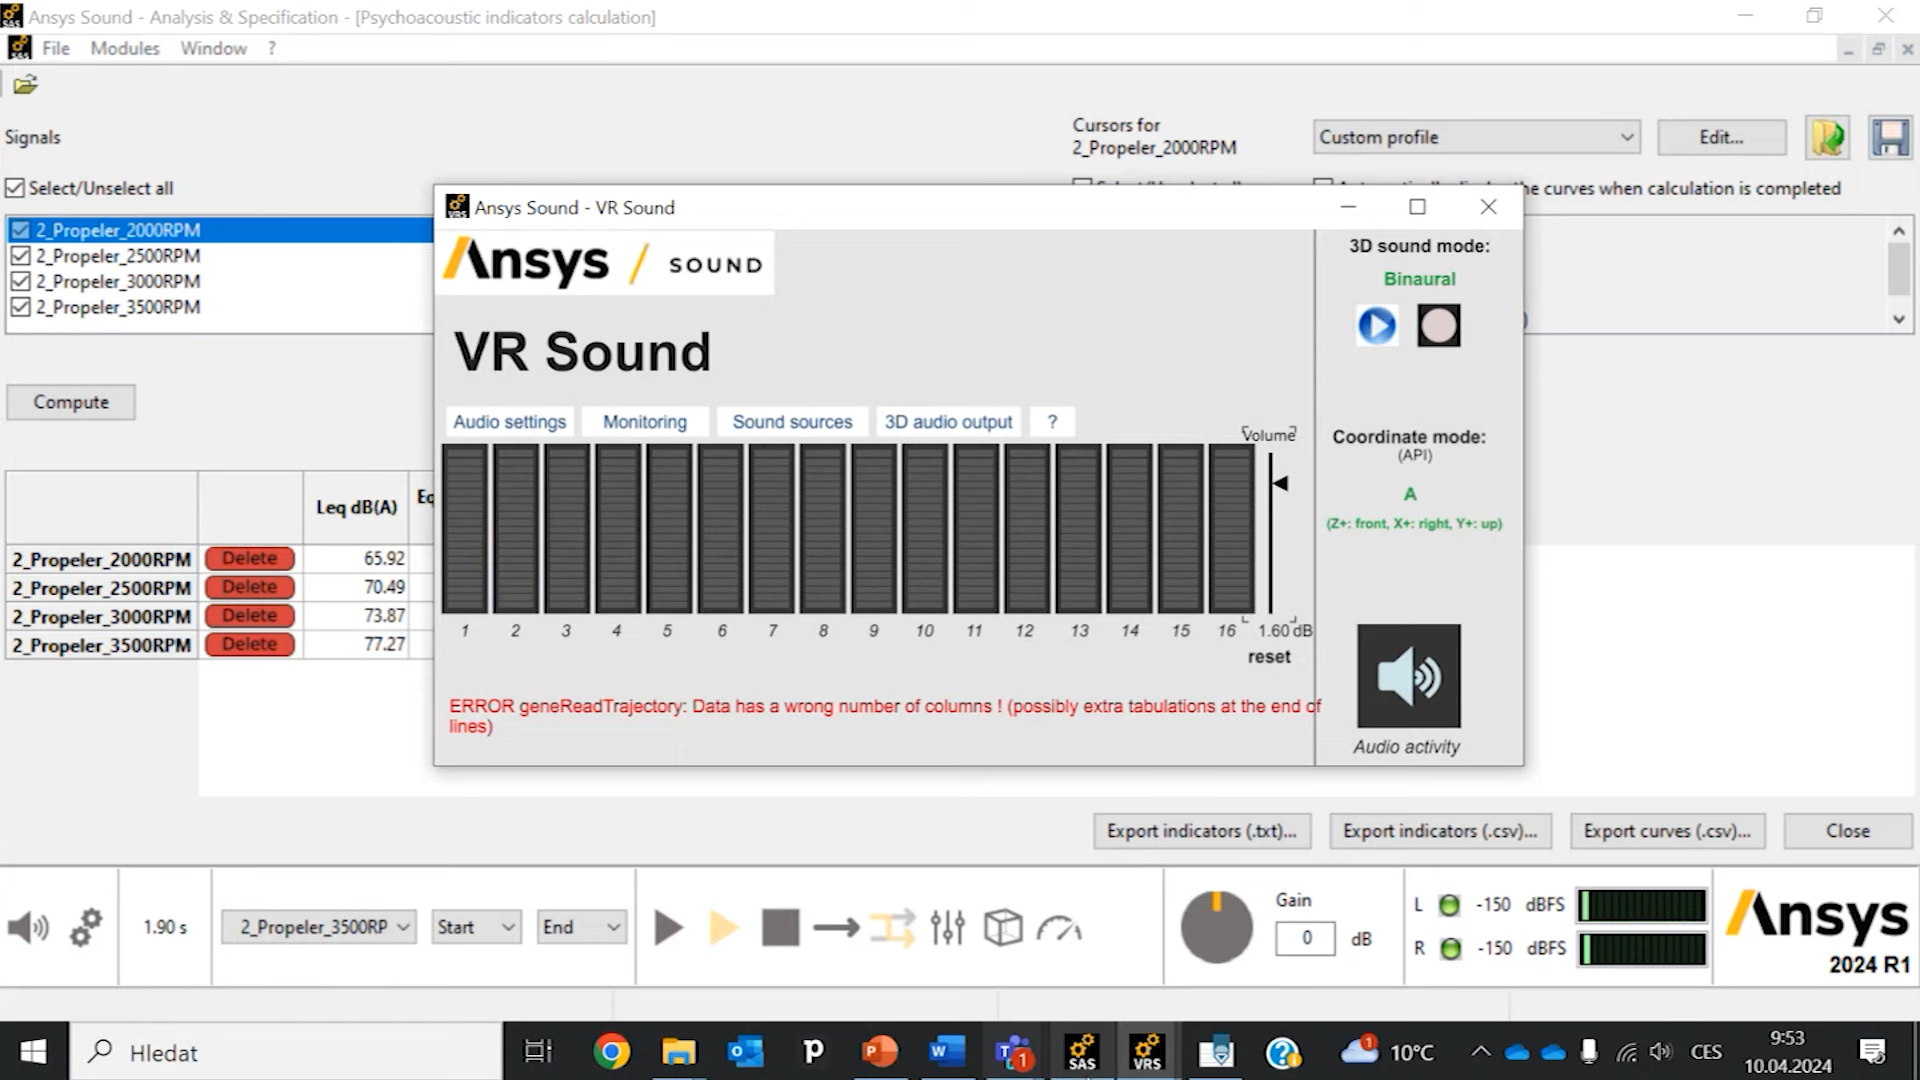 Ansys Sound - Analysis & Specification - [Psychoacoustic indicators calculation]
File Modules Window ?
Signals
Cursors for
2_Propeler_2000RPM
Custom profile
Edit...
Select/Unselect all
the curves when calculation is completed
2_Propeler_2000RPM
2_Propeler_2500RPM
2_Propeler_3000RPM
2_Propeler_3500RPM
Compute
Leq dB(A)
2_Propeler_2000RPM Delete 65.92
2_Propeler_2500RPM Delete 70.49
2_Propeler_3000RPM Delete 73.87
2_Propeler_3500RPM Delete 77.27
Ansys Sound - VR Sound
Ansys / SOUND
VR Sound
Audio settings Monitoring Sound sources 3D audio output ?
Volume
1 2 3 4 5 6 7 8 9 10 11 12 13 14 15 16 1.60 dB
reset
ERROR geneReadTrajectory: Data has a wrong number of columns ! (possibly extra tabulations at the end of
lines)
3D sound mode:
Binaural
Coordinate mode:
(API)
A
(Z+: front, X+: right, Y+: up)
Audio activity
Export indicators (.txt)... Export indicators (.csv)... Export curves (.csv)... Close
1.90 s
2_Propeler_3500RP
Start
End
Gain
0 dB
L -150 dBFS
R -150 dBFS
Ansys
2024 R1
Hledat
SAS
VRS
1
1
10°C
CES
9:53
10.04.2024